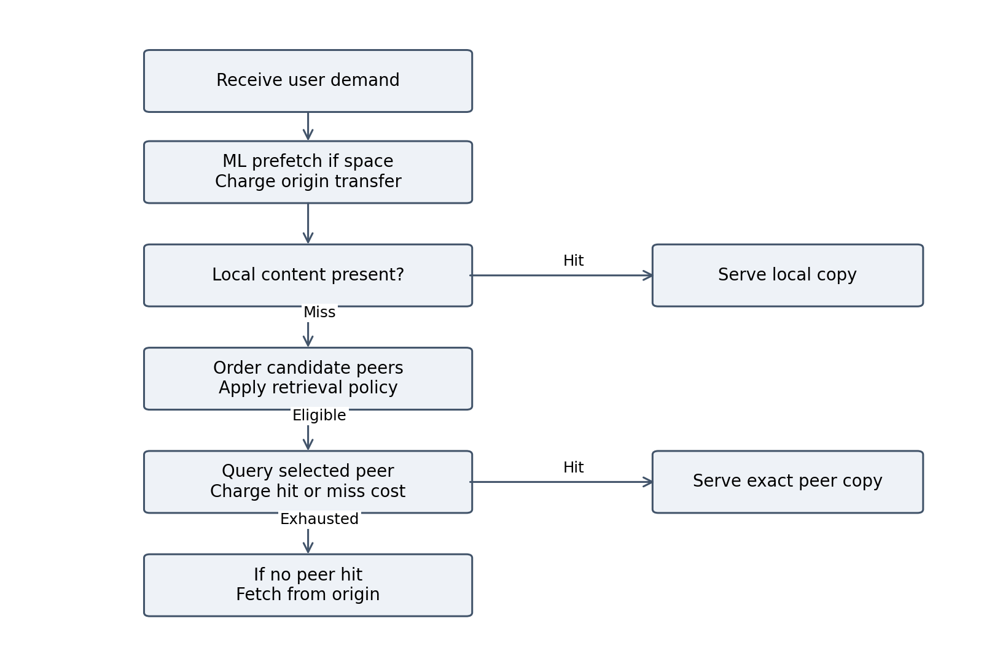 Receive user demand
ML prefetch if space
Charge origin transfer
Local content present?
Hit
Serve local copy
Miss
Order candidate peers
Apply retrieval policy
Eligible
Query selected peer
Charge hit or miss cost
Hit
Serve exact peer copy
Exhausted
If no peer hit
Fetch from origin